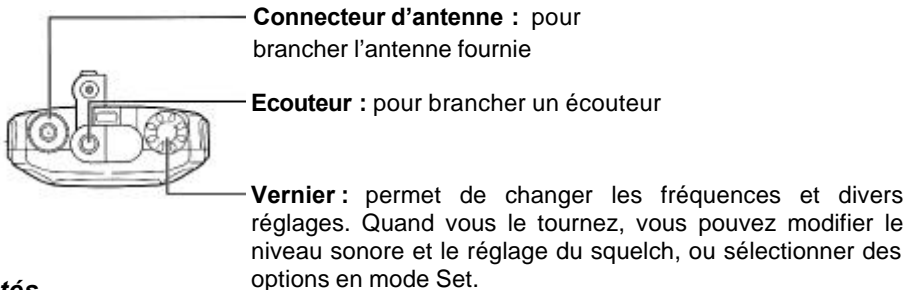 Connecteur d’antenne : pour
brancher l’antenne fournie
Ecouteur : pour brancher un écouteur
Vernier : permet de changer les fréquences et divers
réglages. Quand vous le tournez, vous pouvez modifier le
niveau sonore et le réglage du squelch, ou sélectionner des
options en mode Set.